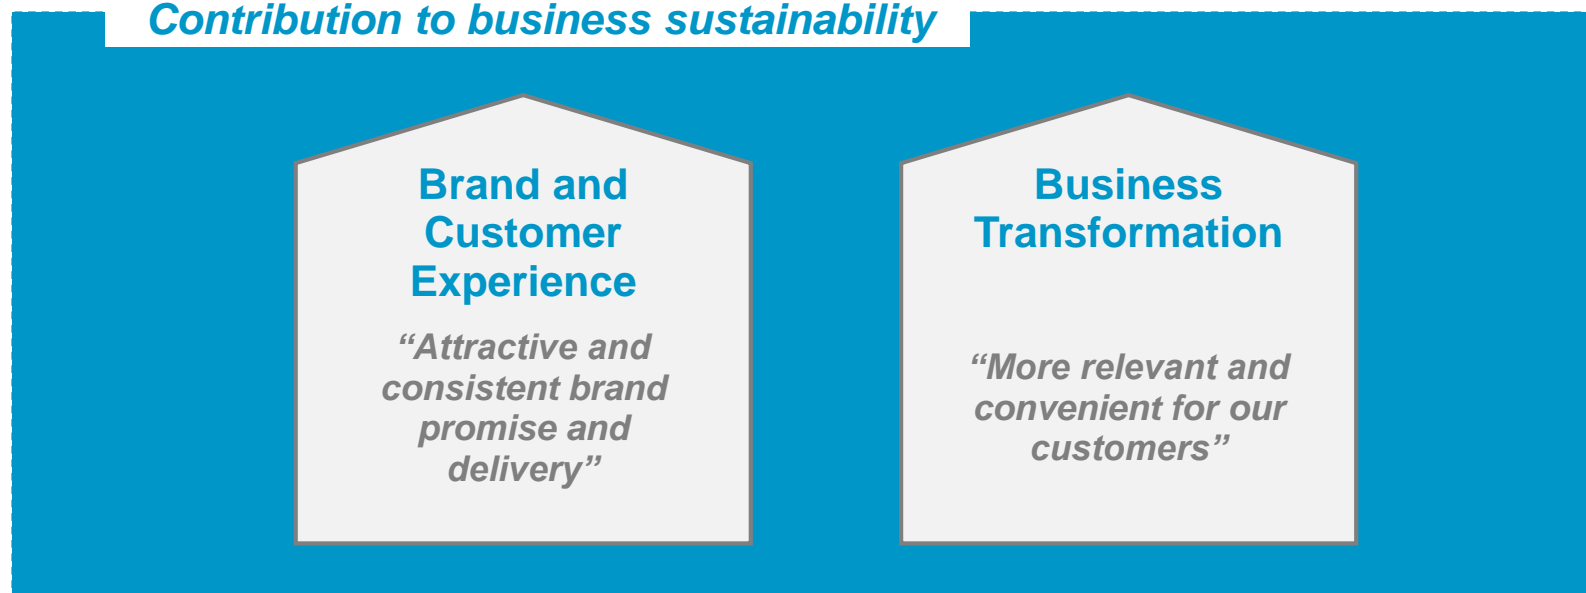 Contribution to business sustainability
Brand and
Customer
Experience
“Attractive and
consistent brand
promise and
delivery”
Business
Transformation
“More relevant and
convenient for our
customers”